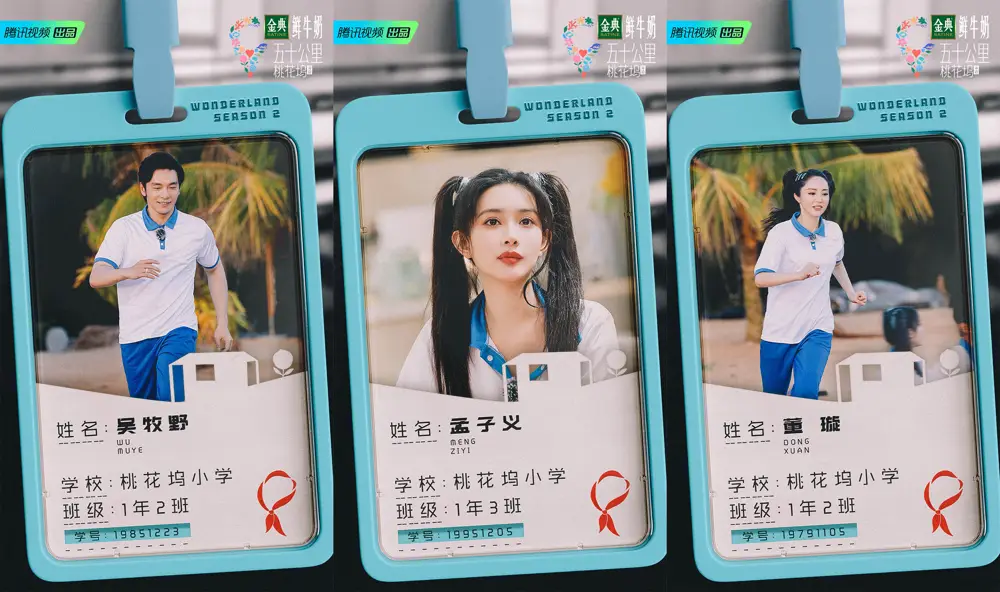 腾讯视频 出品
金典 鲜牛奶
SATINE
五十公里
桃花坞2
WONDERLAND
SEASON 2
姓名:吴牧野
WU
MUYE
学校:桃花坞小学
班级:1年2班
学号:19851223
腾讯视频 出品
金典 鲜牛奶
SATINE
五十公里
桃花坞2
WONDERLAND
SEASON 2
姓名:孟子义
MENG
ZIYI
学校:桃花坞小学
班级:1年3班
学号:19951205
腾讯视频 出品
金典 鲜牛奶
SATINE
五十公里
桃花坞2
WONDERLAND
SEASON 2
姓名:董 璇
DONG
XUAN
学校:桃花坞小学
班级:1年2班
学号:19791105